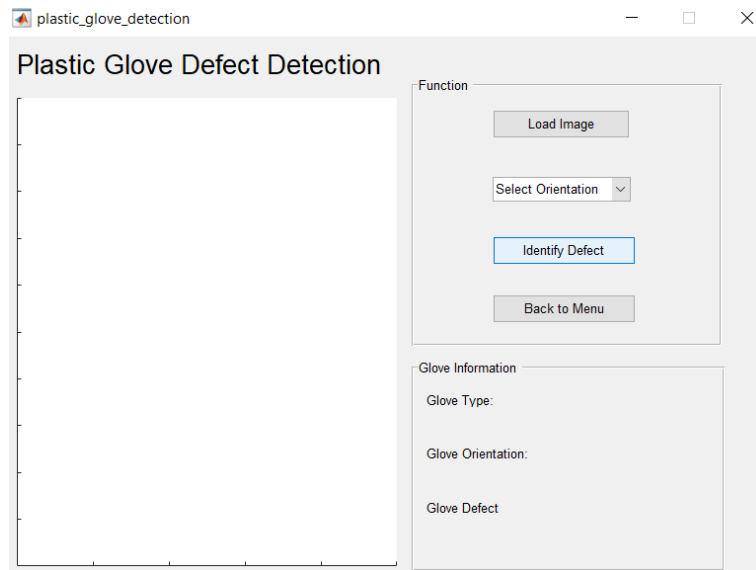 plastic_glove_detection
Plastic Glove Defect Detection
Function
Load Image
Select Orientation
Identify Defect
Back to Menu
Glove Information
Glove Type:
Glove Orientation:
Glove Defect